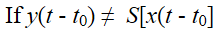 If y(t - t₀) ≠ S[x(t - t₀]